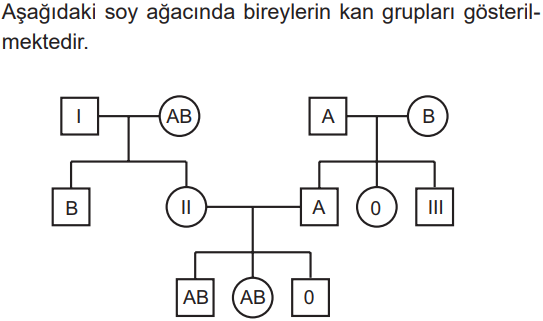 Aşağıdaki soy ağacında bireylerin kan grupları gösteril-
mektedir.
I AB A B
B II A 0 III
AB AB 0